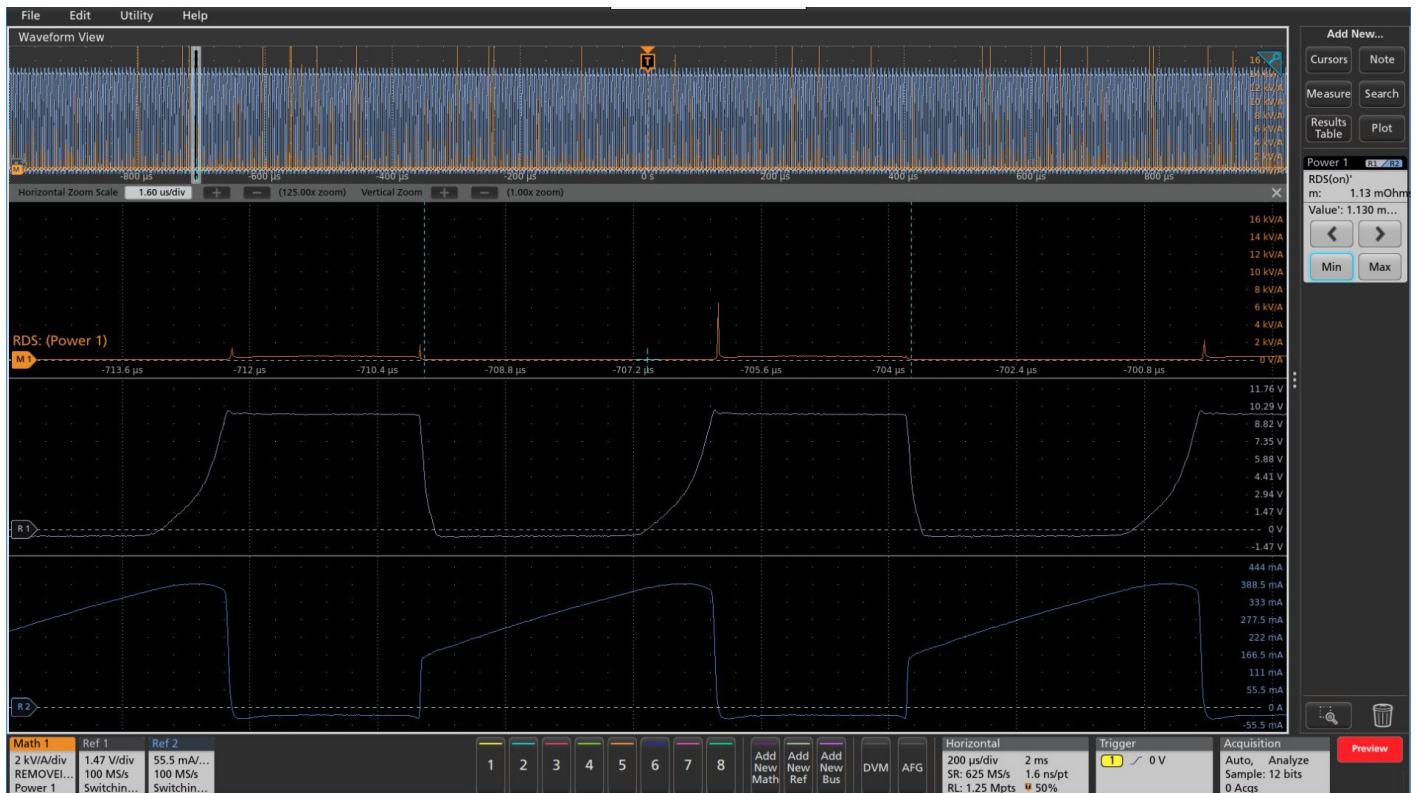 File Edit Utility Help
Waveform View
Add New...
Cursors Note
Measure Search
Results Table Plot
T
16
12 kV/A
10 kV/A
8 kV/A
6 kV/A
4 kV/A
2 kV/A
M
-800 µs -600 µs -400 µs -200 µs 0 s 200 µs 400 µs 600 µs 800 µs
Horizontal Zoom Scale 1.60 us/div + − (125.00x zoom) Vertical Zoom + − (1.00x zoom) ×
Power 1 R1 R2
RDS(on)'
m: 1.13 mOhms
Value': 1.130 m...
< >
Min Max
16 kV/A
14 kV/A
12 kV/A
10 kV/A
8 kV/A
6 kV/A
4 kV/A
RDS: (Power 1)
2 kV/A
M 1
0 V/A
-713.6 µs -712 µs -710.4 µs -708.8 µs -707.2 µs -705.6 µs -704 µs -702.4 µs -700.8 µs
11.76 V
10.29 V
8.82 V
7.35 V
5.88 V
4.41 V
2.94 V
1.47 V
R 1
0 V
-1.47 V
444 mA
388.5 mA
333 mA
277.5 mA
222 mA
166.5 mA
111 mA
55.5 mA
R 2
0 A
-55.5 mA
Math 1
2 kV/A/div
REMOVEI...
Power 1
Ref 1
1.47 V/div
100 MS/s
Switchin...
Ref 2
55.5 mA/...
100 MS/s
Switchin...
1 2 3 4 5 6 7 8
Add New Math
Add New Ref
Add New Bus
DVM AFG
Horizontal
200 µs/div 2 ms
SR: 625 MS/s 1.6 ns/pt
RL: 1.25 Mpts 50%
Trigger
1 0 V
Acquisition
Auto, Analyze
Sample: 12 bits
0 Acqs
Preview